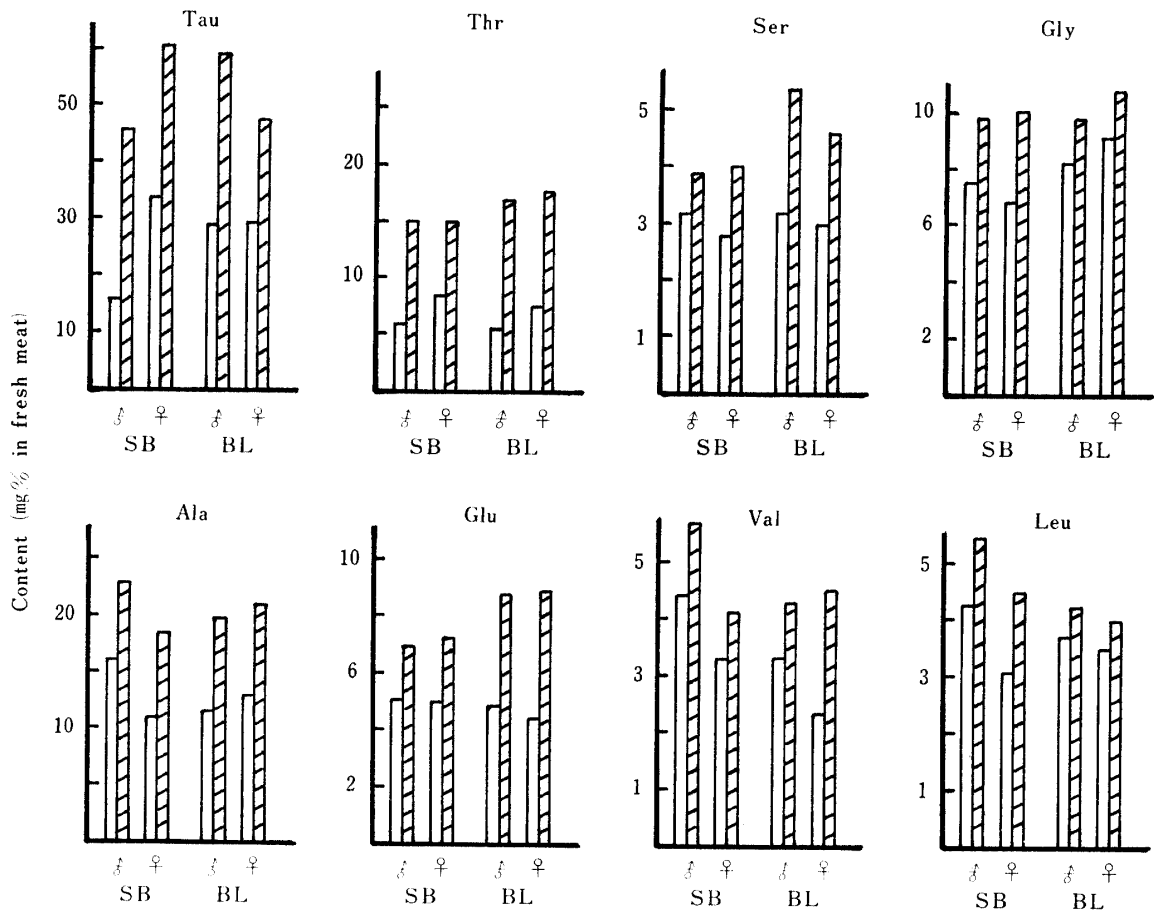 Tau
Thr
Ser
Gly
50
30
10
20
10
5
3
1
10
6
2
♂ ♀ ♂ ♀
SB BL
♂ ♀ ♂ ♀
SB BL
♂ ♀ ♂ ♀
SB BL
♂ ♀ ♂ ♀
SB BL
Content (mg% in fresh meat)
Ala
Glu
Val
Leu
20
10
10
6
2
5
3
1
5
3
1
♂ ♀ ♂ ♀
SB BL
♂ ♀ ♂ ♀
SB BL
♂ ♀ ♂ ♀
SB BL
♂ ♀ ♂ ♀
SB BL